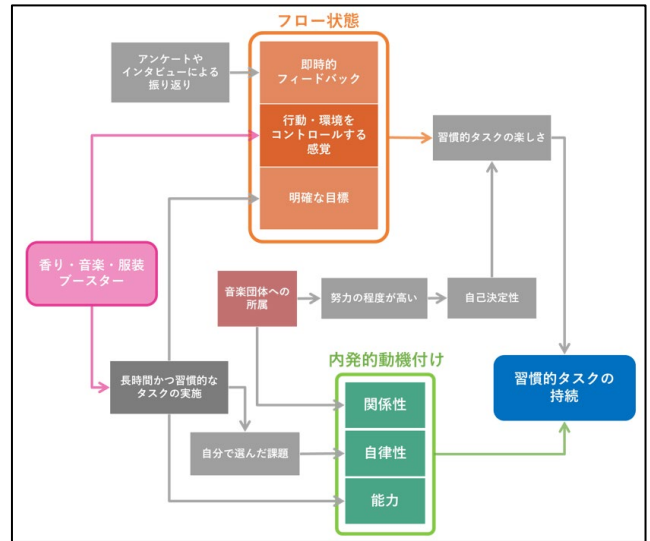 フロー状態
アンケートや
インタビューによる
振り返り
即時的
フィードバック
行動・環境を
コントロールする
感覚
習慣的タスクの楽しさ
明確な目標
香り・音楽・服装
ブースター
音楽団体への
所属
努力の程度が高い
自己決定性
内発的動機付け
長時間かつ習慣的な
タスクの実施
関係性
習慣的タスクの
持続
自分で選んだ課題
自律性
能力